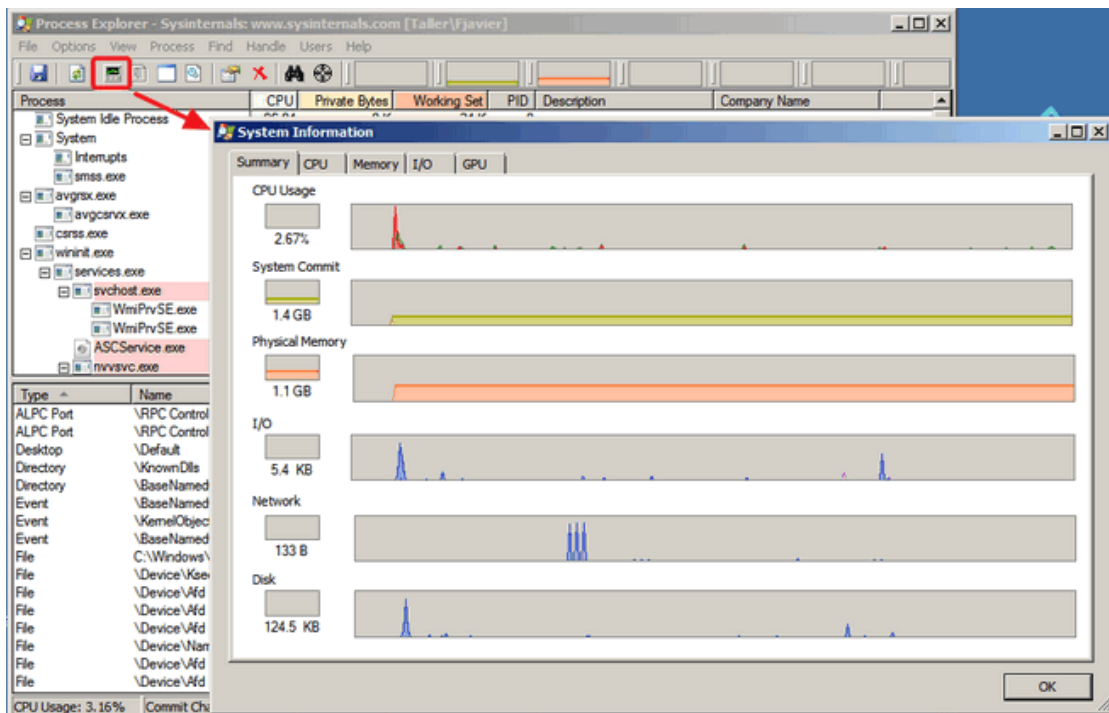 Process Explorer - Sysinternals: www.sysinternals.com [Taller\Fjavier]
File Options View Process Find Handle Users Help
Process CPU Private Bytes Working Set PID Description Company Name
System Idle Process
System
Interrupts
smss.exe
avgrsx.exe
avgcsrvx.exe
csrss.exe
wininit.exe
services.exe
svchost.exe
WmiPrvSE.exe
WmiPrvSE.exe
ASCService.exe
nvvsvc.exe
Type Name
ALPC Port \RPC Control
ALPC Port \RPC Control
Desktop \Default
Directory \KnownDlls
Directory \BaseNamed
Event \BaseNamed
Event \KernelObjec
Event \BaseNamed
File C:\Windows\
File \Device\Kse
File \Device\Afd
File \Device\Afd
File \Device\Afd
File \Device\Nam
File \Device\Afd
File \Device\Afd
CPU Usage: 3.16% Commit Cha
System Information
Summary CPU Memory I/O GPU
CPU Usage
2.67%
System Commit
1.4 GB
Physical Memory
1.1 GB
I/O
5.4 KB
Network
133 B
Disk
124.5 KB
OK